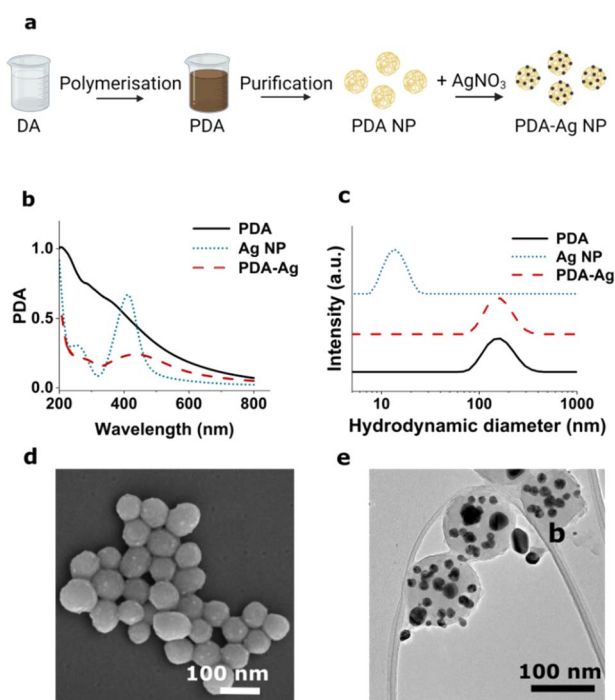 a
Polymerisation
Purification
+ AgNO3
DA
PDA
PDA NP
PDA-Ag NP
b
PDA
Ag NP
PDA-Ag
1.0
0.5
0.0
PDA
200
400
600
800
Wavelength (nm)
c
PDA
Ag NP
PDA-Ag
Intensity (a.u.)
10
100
1000
Hydrodynamic diameter (nm)
d
100 nm
e
b
100 nm